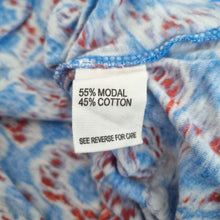 55% MODAL
45% COTTON
SEE REVERSE FOR CARE